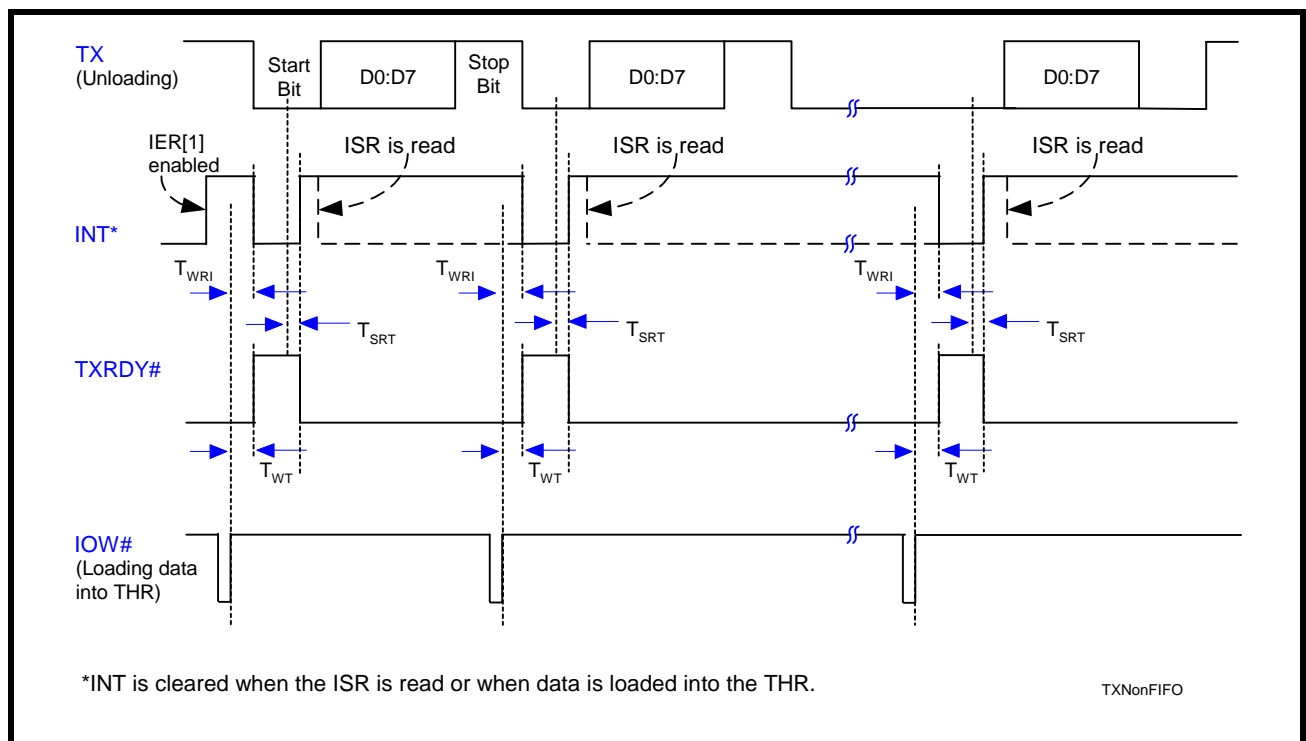 TX
(Unloading)
Start
Bit
D0:D7
Stop
Bit
D0:D7
D0:D7
IER[1]
enabled
ISR is read
ISR is read
ISR is read
INT*
TWRI
TWRI
TWRI
TSRT
TSRT
TSRT
TXRDY#
TWT
TWT
TWT
IOW#
(Loading data
into THR)
*INT is cleared when the ISR is read or when data is loaded into the THR.
TXNonFIFO